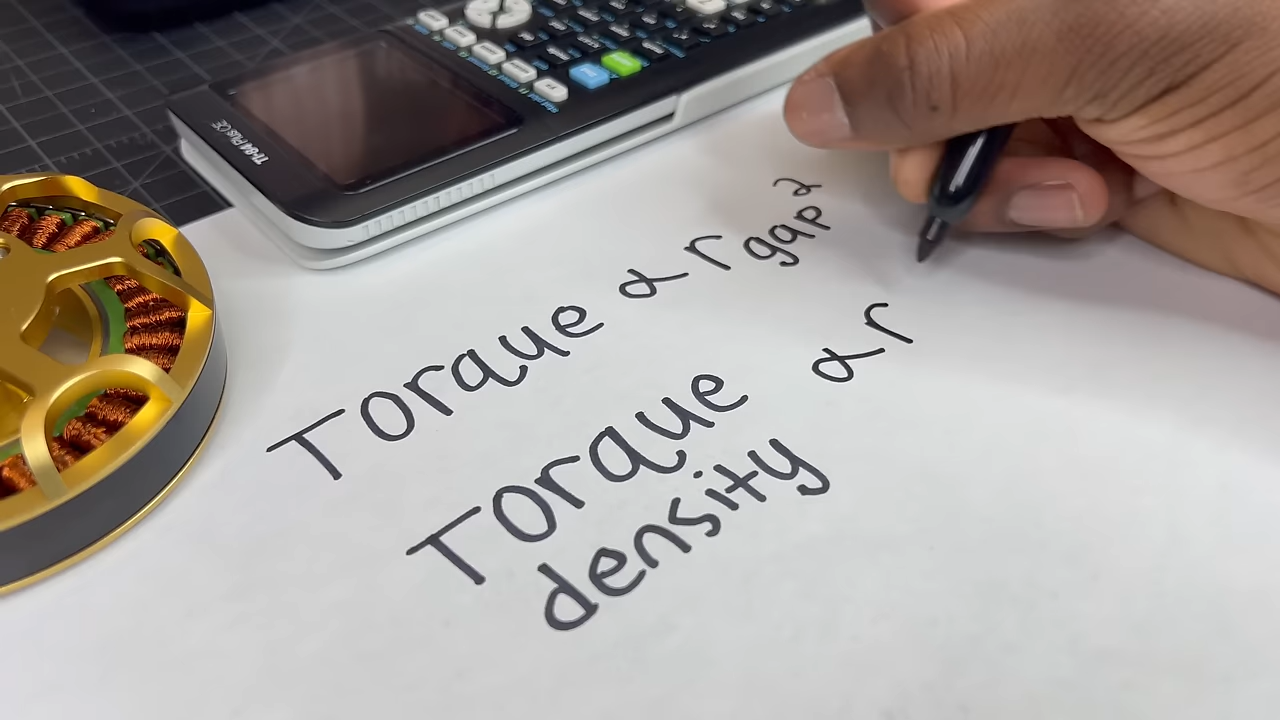 TI-84 Plus CE
Torque ∝ r gap²
Torque ∝ r
density